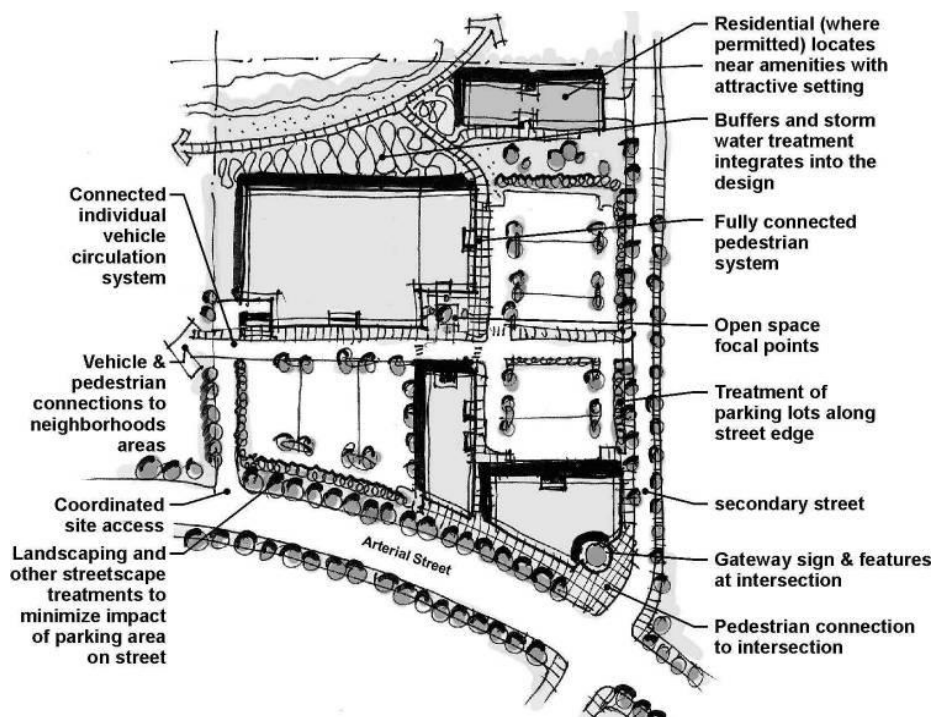 Residential (where
permitted) locates
near amenities with
attractive setting
Buffers and storm
water treatment
integrates into the
design
Fully connected
pedestrian
system
Open space
focal points
Treatment of
parking lots along
street edge
secondary street
Gateway sign & features
at intersection
Pedestrian connection
to intersection
Connected
individual
vehicle
circulation
system
Vehicle &
pedestrian
connections to
neighborhoods
areas
Coordinated
site access
Landscaping and
other streetscape
treatments to
minimize impact
of parking area
on street
Arterial Street